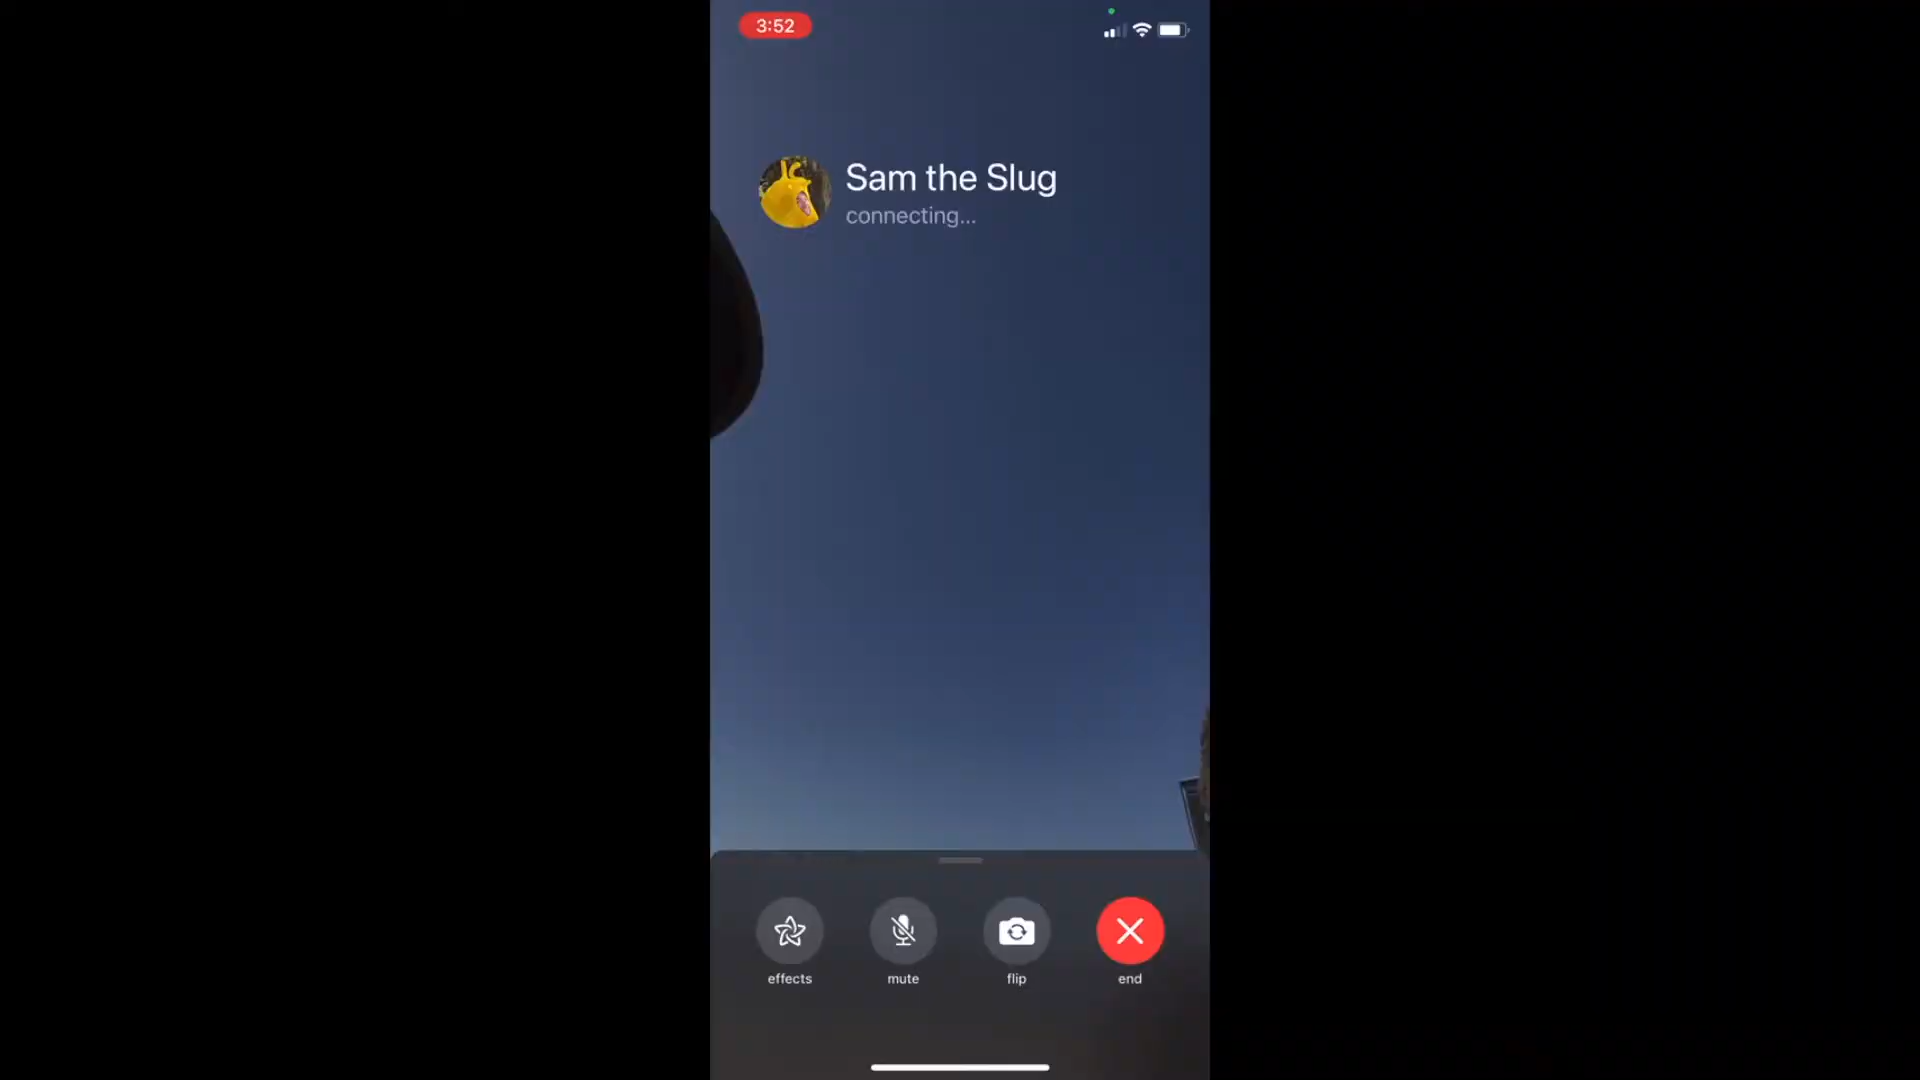 3:52
Sam the Slug
connecting...
effects
mute
flip
end